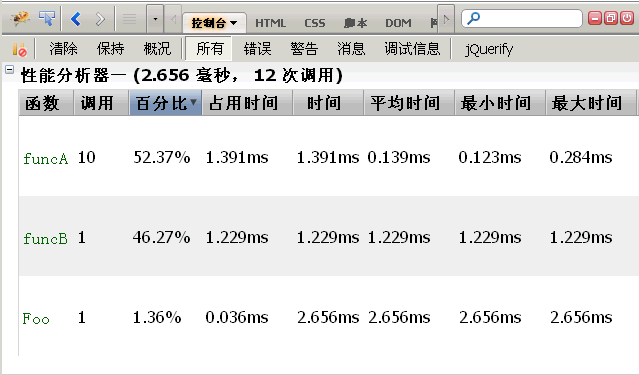 控制台 HTML CSS 脚本 DOM
清除 保持 概况 所有 错误 警告 消息 调试信息 jQuerify
性能分析器一 (2.656 毫秒， 12 次调用)
函数 调用 百分比 占用时间 时间 平均时间 最小时间 最大时间
funcA 10 52.37% 1.391ms 1.391ms 0.139ms 0.123ms 0.284ms
funcB 1 46.27% 1.229ms 1.229ms 1.229ms 1.229ms 1.229ms
Foo 1 1.36% 0.036ms 2.656ms 2.656ms 2.656ms 2.656ms